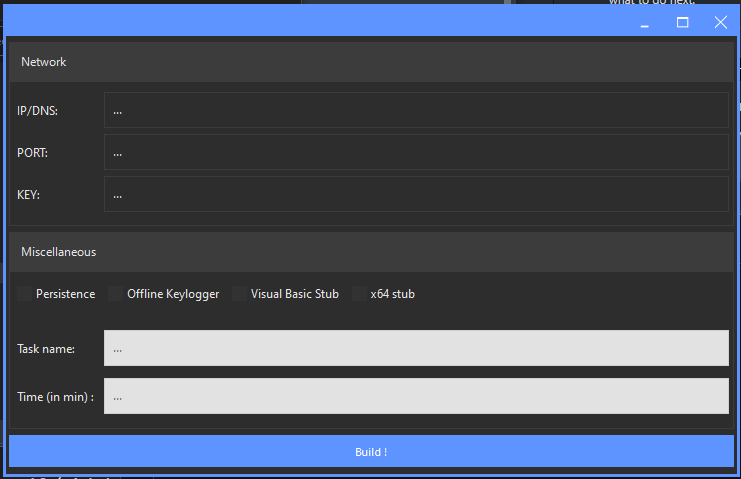 what to do next.
Network
IP/DNS: ...
PORT: ...
KEY: ...
Miscellaneous
Persistence Offline Keylogger Visual Basic Stub x64 stub
Task name: ...
Time (in min) : ...
Build !